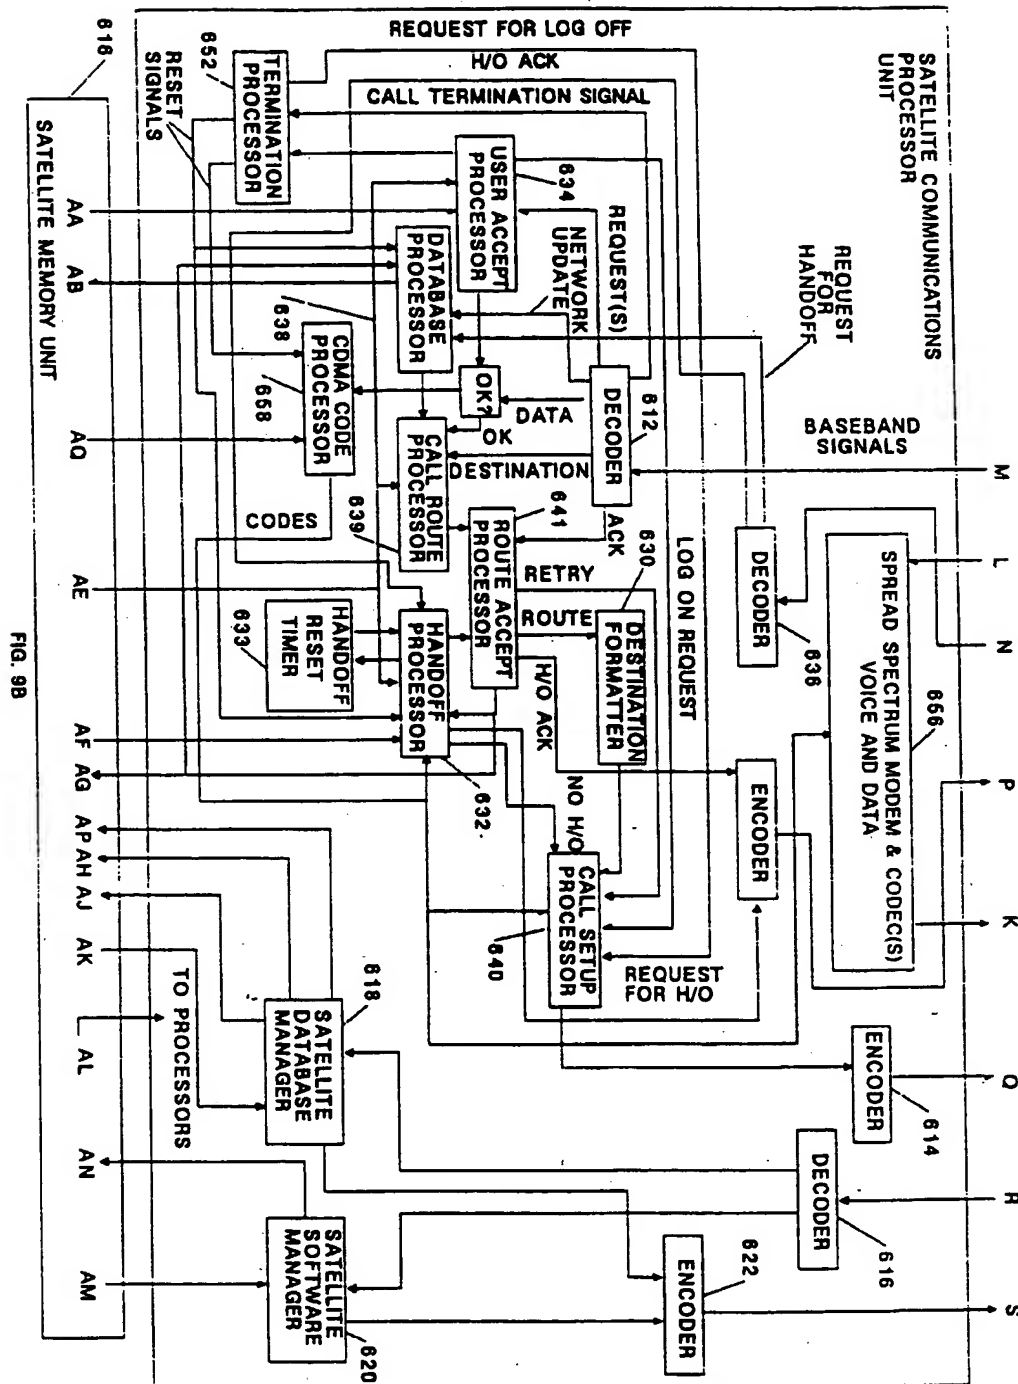 SATELLITE COMMUNICATIONS
PROCESSOR
UNIT
REQUEST FOR LOG OFF
H/O ACK
CALL TERMINATION SIGNAL
652
TERMINATION
PROCESSOR
RESET
SIGNALS
616
634
USER ACCEPT
PROCESSOR
REQUEST(S)
NETWORK
UPDATE
DATABASE
PROCESSOR
638
REQUEST
FOR
HANDOFF
612
DECODER
BASEBAND
SIGNALS
M
OK?
DATA
OK
DESTINATION
ACK
CDMA CODE
PROCESSOR
658
CALL ROUTE
PROCESSOR
639
CODES
641
ROUTE ACCEPT
PROCESSOR
RETRY
ROUTE
H/O ACK
630
DESTINATION
FORMATTER
LOG ON REQUEST
DECODER
636
SPREAD SPECTRUM MODEM & CODEC(S)
VOICE AND DATA
656
L
N
P
K
HANDOFF
RESET
TIMER
633
HANDOFF
PROCESSOR
632
NO H/O
ENCODER
CALL SETUP
PROCESSOR
640
REQUEST
FOR H/O
ENCODER
614
Q
618
SATELLITE
DATABASE
MANAGER
TO PROCESSORS
DECODER
616
R
SATELLITE
SOFTWARE
MANAGER
620
ENCODER
622
S
SATELLITE MEMORY UNIT
AA
AB
AQ
AE
AF
AG
AP
AH
AJ
AK
AL
AN
AM
FIG. 9B